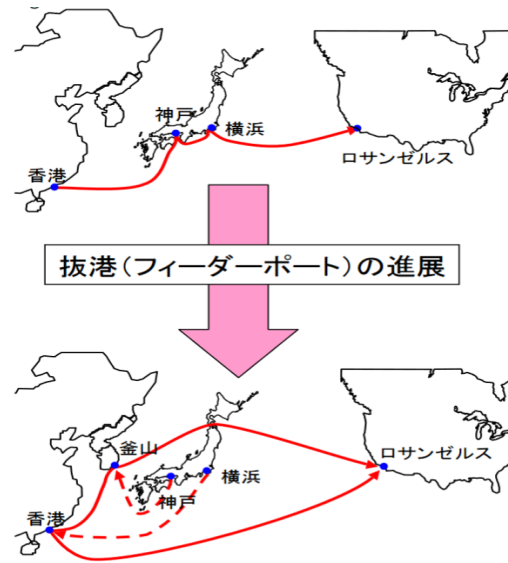 神戸
横浜
香港
ロサンゼルス
抜港(フィーダーポート)の進展
釜山
ロサンゼルス
横浜
神戸
香港